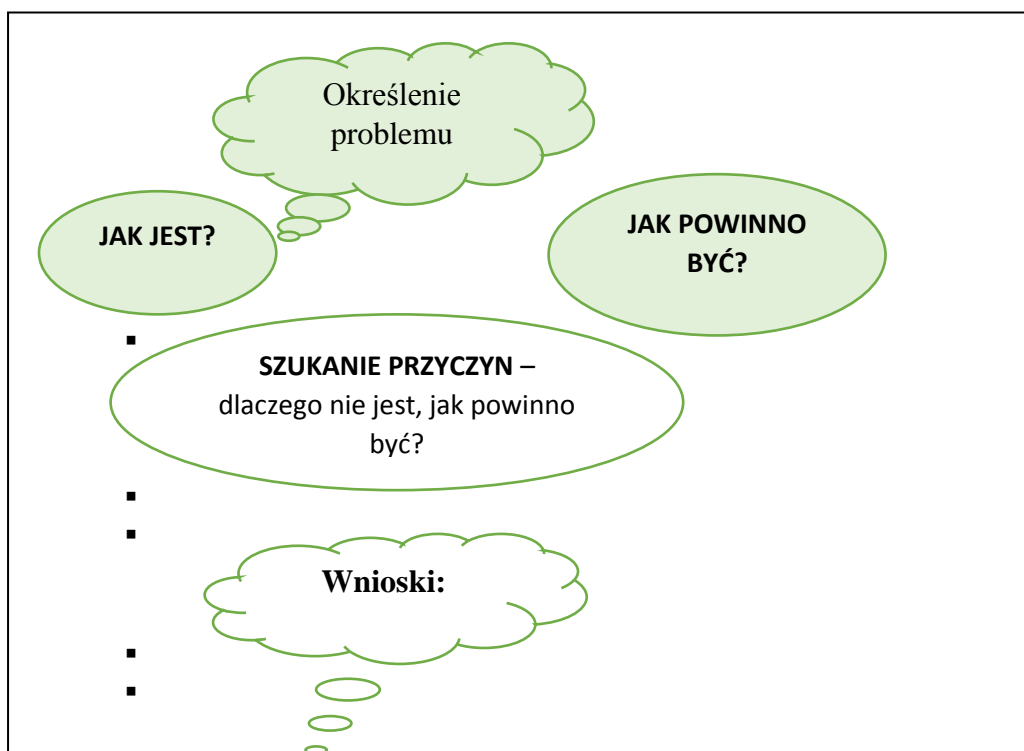 Określenie
problemu
JAK JEST?
JAK POWINNO
BYĆ?
SZUKANIE PRZYCZYN –
dlaczego nie jest, jak powinno
być?
Wnioski: